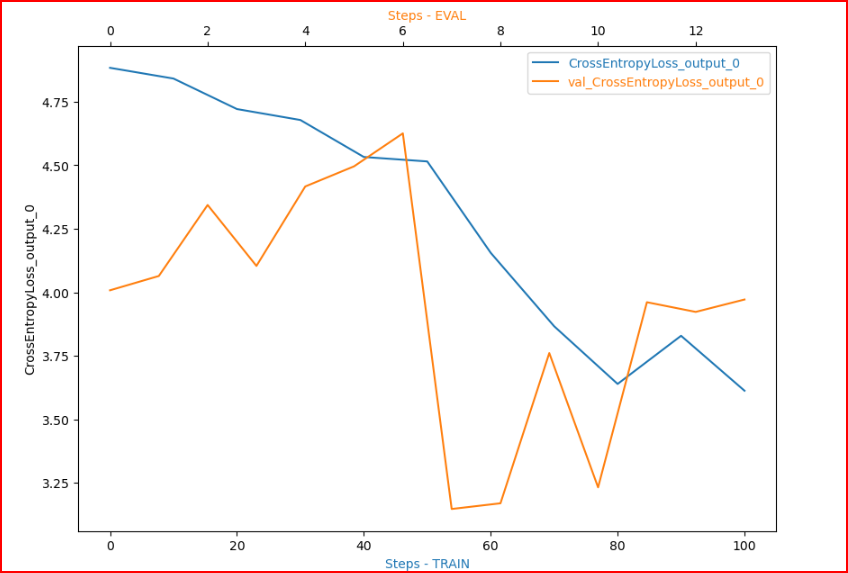 Steps - EVAL
0 2 4 6 8 10 12
CrossEntropyLoss_output_0
val_CrossEntropyLoss_output_0
4.75
4.50
4.25
4.00
3.75
3.50
3.25
CrossEntropyLoss_output_0
0 20 40 60 80 100
Steps - TRAIN